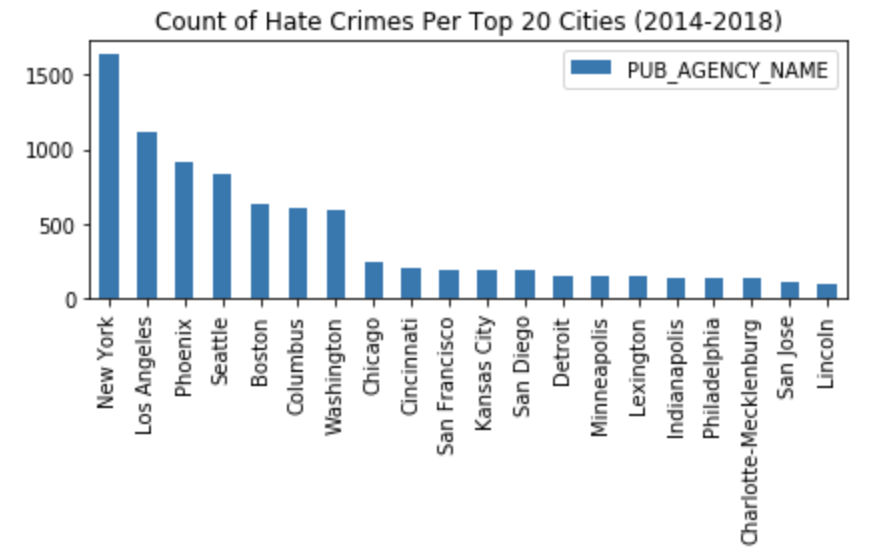 Count of Hate Crimes Per Top 20 Cities (2014-2018)
PUB_AGENCY_NAME
1500
1000
500
0
New York
Los Angeles
Phoenix
Seattle
Boston
Columbus
Washington
Chicago
Cincinnati
San Francisco
Kansas City
San Diego
Detroit
Minneapolis
Lexington
Indianapolis
Philadelphia
Charlotte-Mecklenburg
San Jose
Lincoln